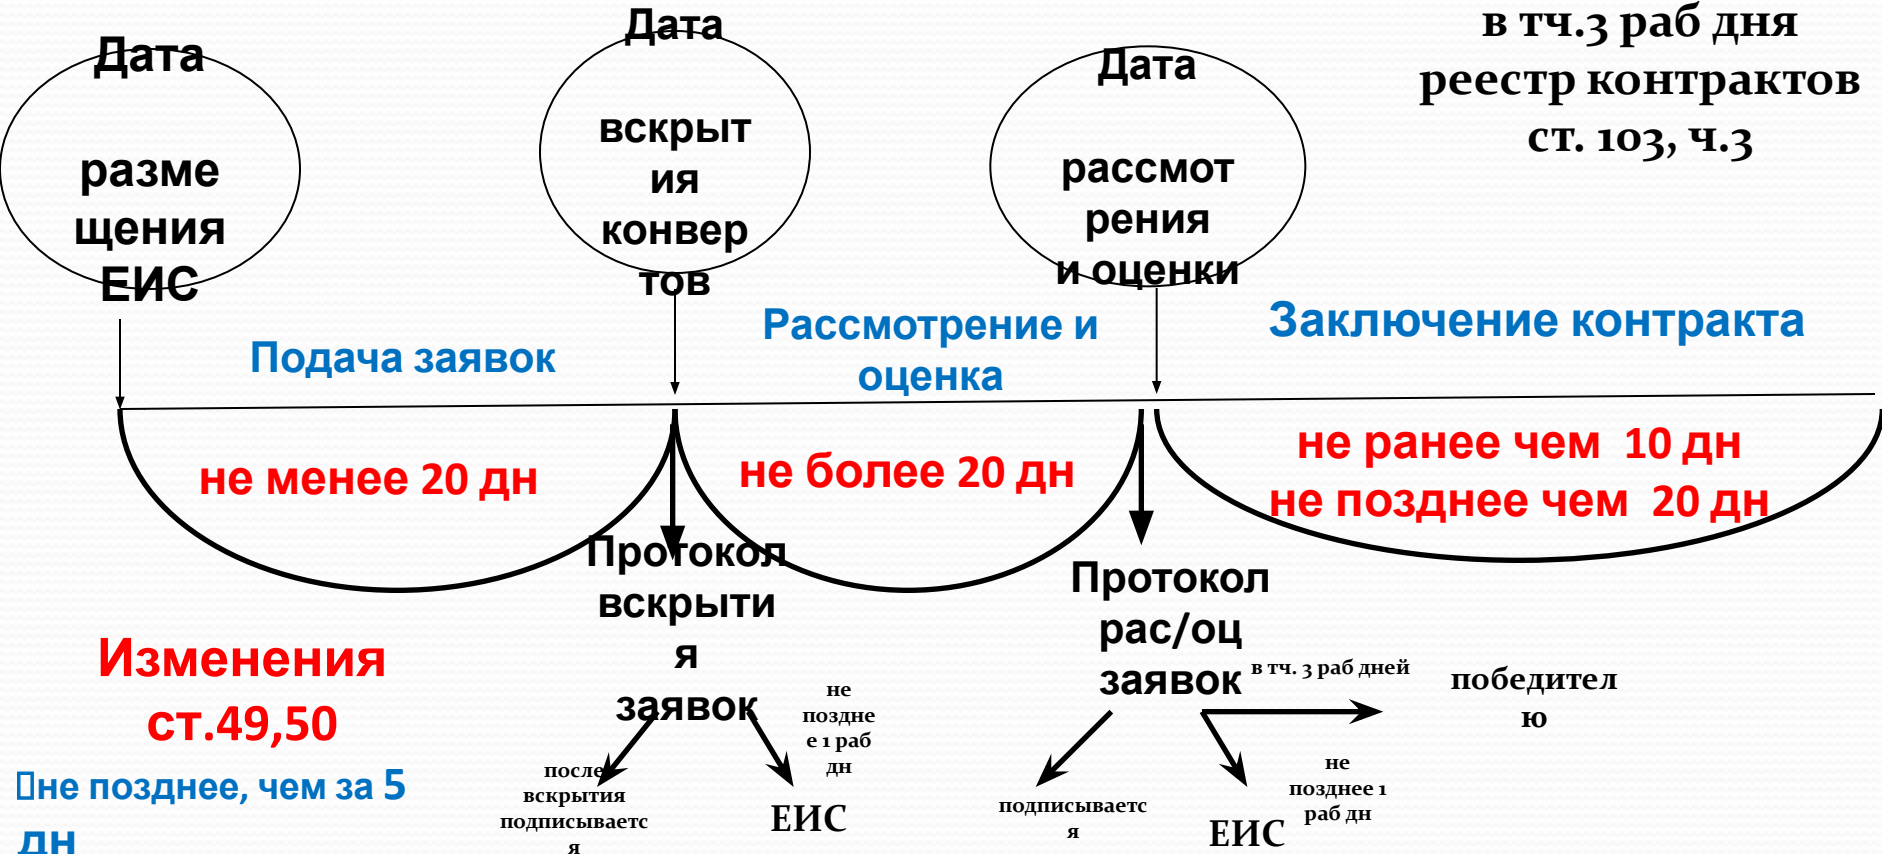 Дата
разме
щения
ЕИС
Дата
вскрыт
ия
конвер
тов
Дата
рассмот
рения
и оценки
в тч.3 раб дня
реестр контрактов
ст. 103, ч.3
Подача заявок
Рассмотрение и
оценка
Заключение контракта
не менее 20 дн
не более 20 дн
не ранее чем 10 дн
не позднее чем 20 дн
Протокол
вскрыти
я
заявок
Протокол
рас/оц
заявок
в тч. 3 раб дней
победител
ю
Изменения
ст.49,50
не позднее, чем за 5
дн
после
вскрытия
подписываетс
я
не
поздне
е 1 раб
дн
ЕИС
подписываетс
я
не
позднее 1
раб дн
ЕИС